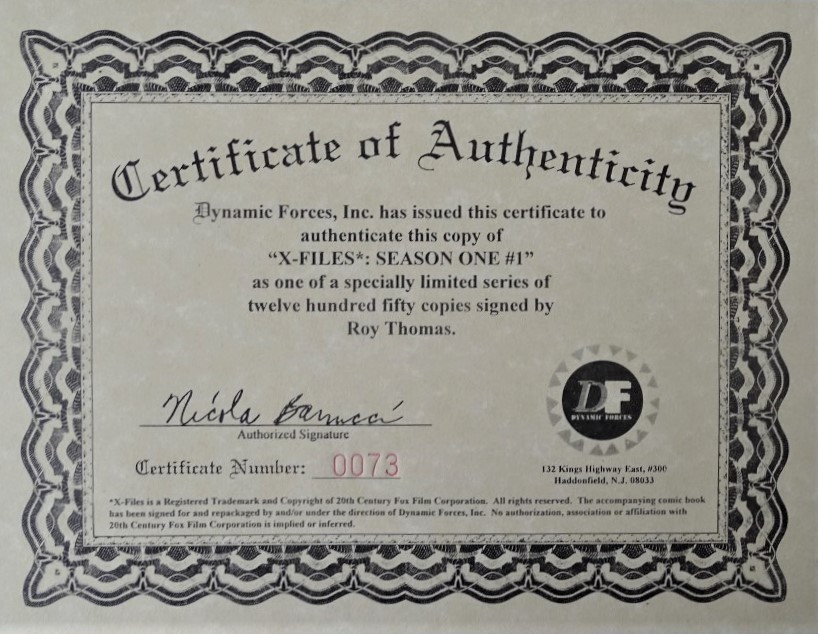 Certificate of Authenticity
Dynamic Forces, Inc. has issued this certificate to
authenticate this copy of
“X-FILES*: SEASON ONE #1”
as one of a specially limited series of
twelve hundred fifty copies signed by
Roy Thomas.
Nicola Barrucci
Authorized Signature
Certificate Number: 0073
DF
DYNAMIC FORCES
132 Kings Highway East, #300
Haddonfield, N.J. 08033
*X-Files is a Registered Trademark and Copyright of 20th Century Fox Film Corporation. All rights reserved. The accompanying comic book
has been signed for and repackaged by and/or under the direction of Dynamic Forces, Inc. No authorization, association or affiliation with
20th Century Fox Film Corporation is implied or inferred.